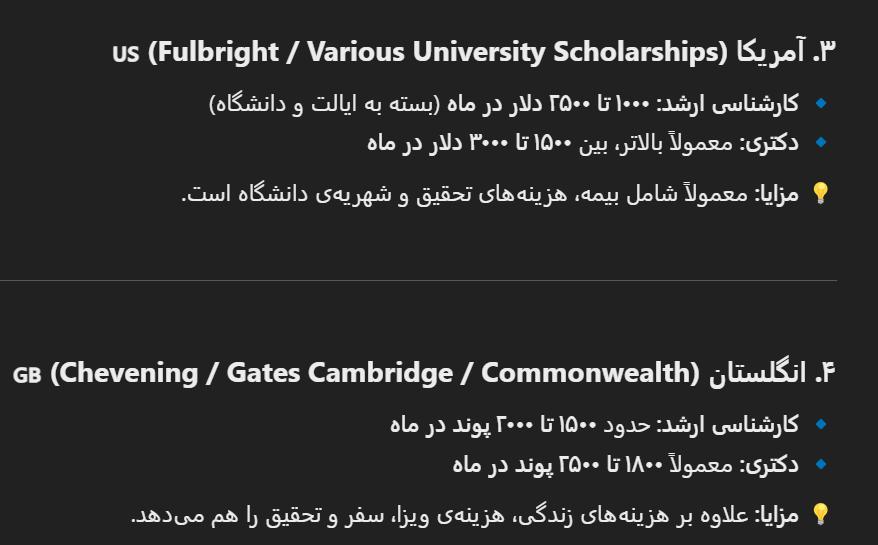 ۳. آمریکا (Fulbright / Various University Scholarships) US
🔹 کارشناسی ارشد: ۱۰۰۰ تا ۲۵۰۰ دلار در ماه (بسته به ایالت و دانشگاه)
🔹 دکتری: معمولاً بالاتر، بین ۱۵۰۰ تا ۳۰۰۰ دلار در ماه
💡 مزایا: معمولاً شامل بیمه، هزینه‌های تحقیق و شهریه‌ی دانشگاه است.
۴. انگلستان (Chevening / Gates Cambridge / Commonwealth) GB
🔹 کارشناسی ارشد: حدود ۱۵۰۰ تا ۲۰۰۰ پوند در ماه
🔹 دکتری: معمولاً ۱۸۰۰ تا ۲۵۰۰ پوند در ماه
💡 مزایا: علاوه بر هزینه‌های زندگی، هزینه‌ی ویزا، سفر و تحقیق را هم می‌دهد.